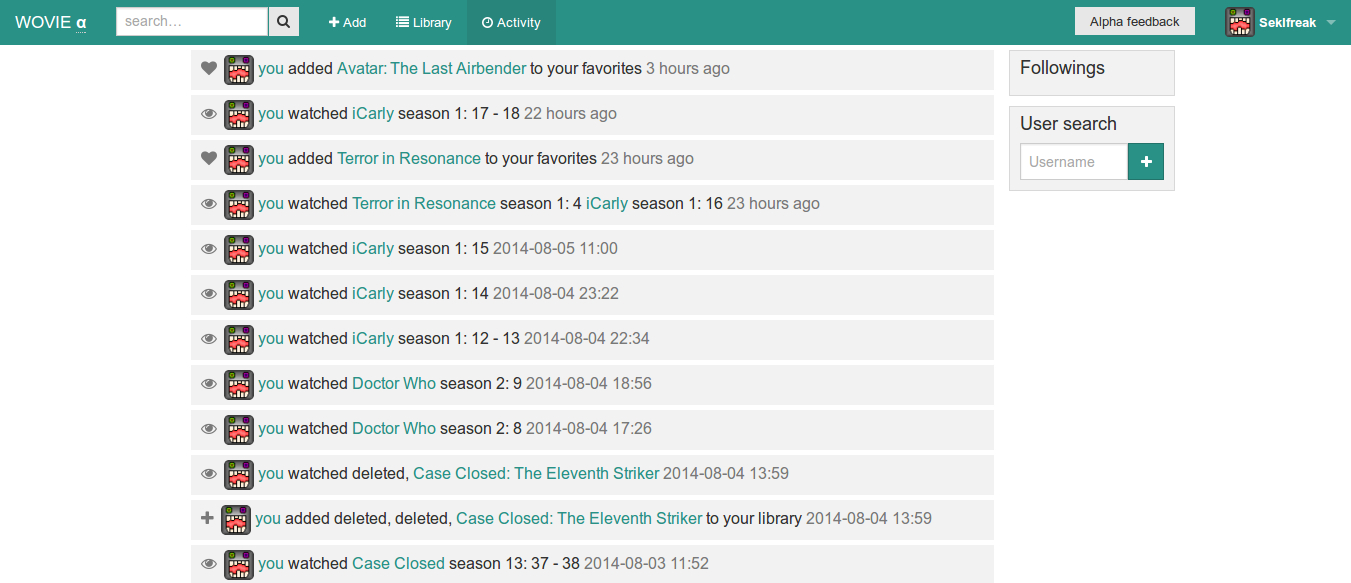 WOVIE α search... Add Library Activity Alpha feedback Seklfreak
you added Avatar: The Last Airbender to your favorites 3 hours ago
you watched iCarly season 1: 17 - 18 22 hours ago
you added Terror in Resonance to your favorites 23 hours ago
you watched Terror in Resonance season 1: 4 iCarly season 1: 16 23 hours ago
you watched iCarly season 1: 15 2014-08-05 11:00
you watched iCarly season 1: 14 2014-08-04 23:22
you watched iCarly season 1: 12 - 13 2014-08-04 22:34
you watched Doctor Who season 2: 9 2014-08-04 18:56
you watched Doctor Who season 2: 8 2014-08-04 17:26
you watched deleted, Case Closed: The Eleventh Striker 2014-08-04 13:59
you added deleted, deleted, Case Closed: The Eleventh Striker to your library 2014-08-04 13:59
you watched Case Closed season 13: 37 - 38 2014-08-03 11:52
Followings
User search
Username